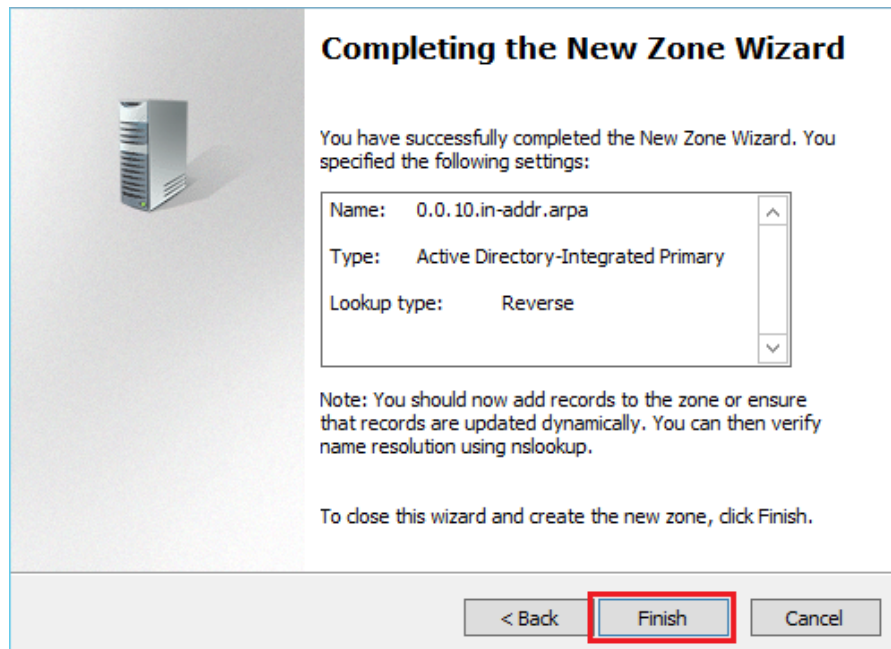 Completing the New Zone Wizard
You have successfully completed the New Zone Wizard. You
specified the following settings:
Name: 0.0.10.in-addr.arpa
Type: Active Directory-Integrated Primary
Lookup type: Reverse
Note: You should now add records to the zone or ensure
that records are updated dynamically. You can then verify
name resolution using nslookup.
To close this wizard and create the new zone, click Finish.
< Back Finish Cancel